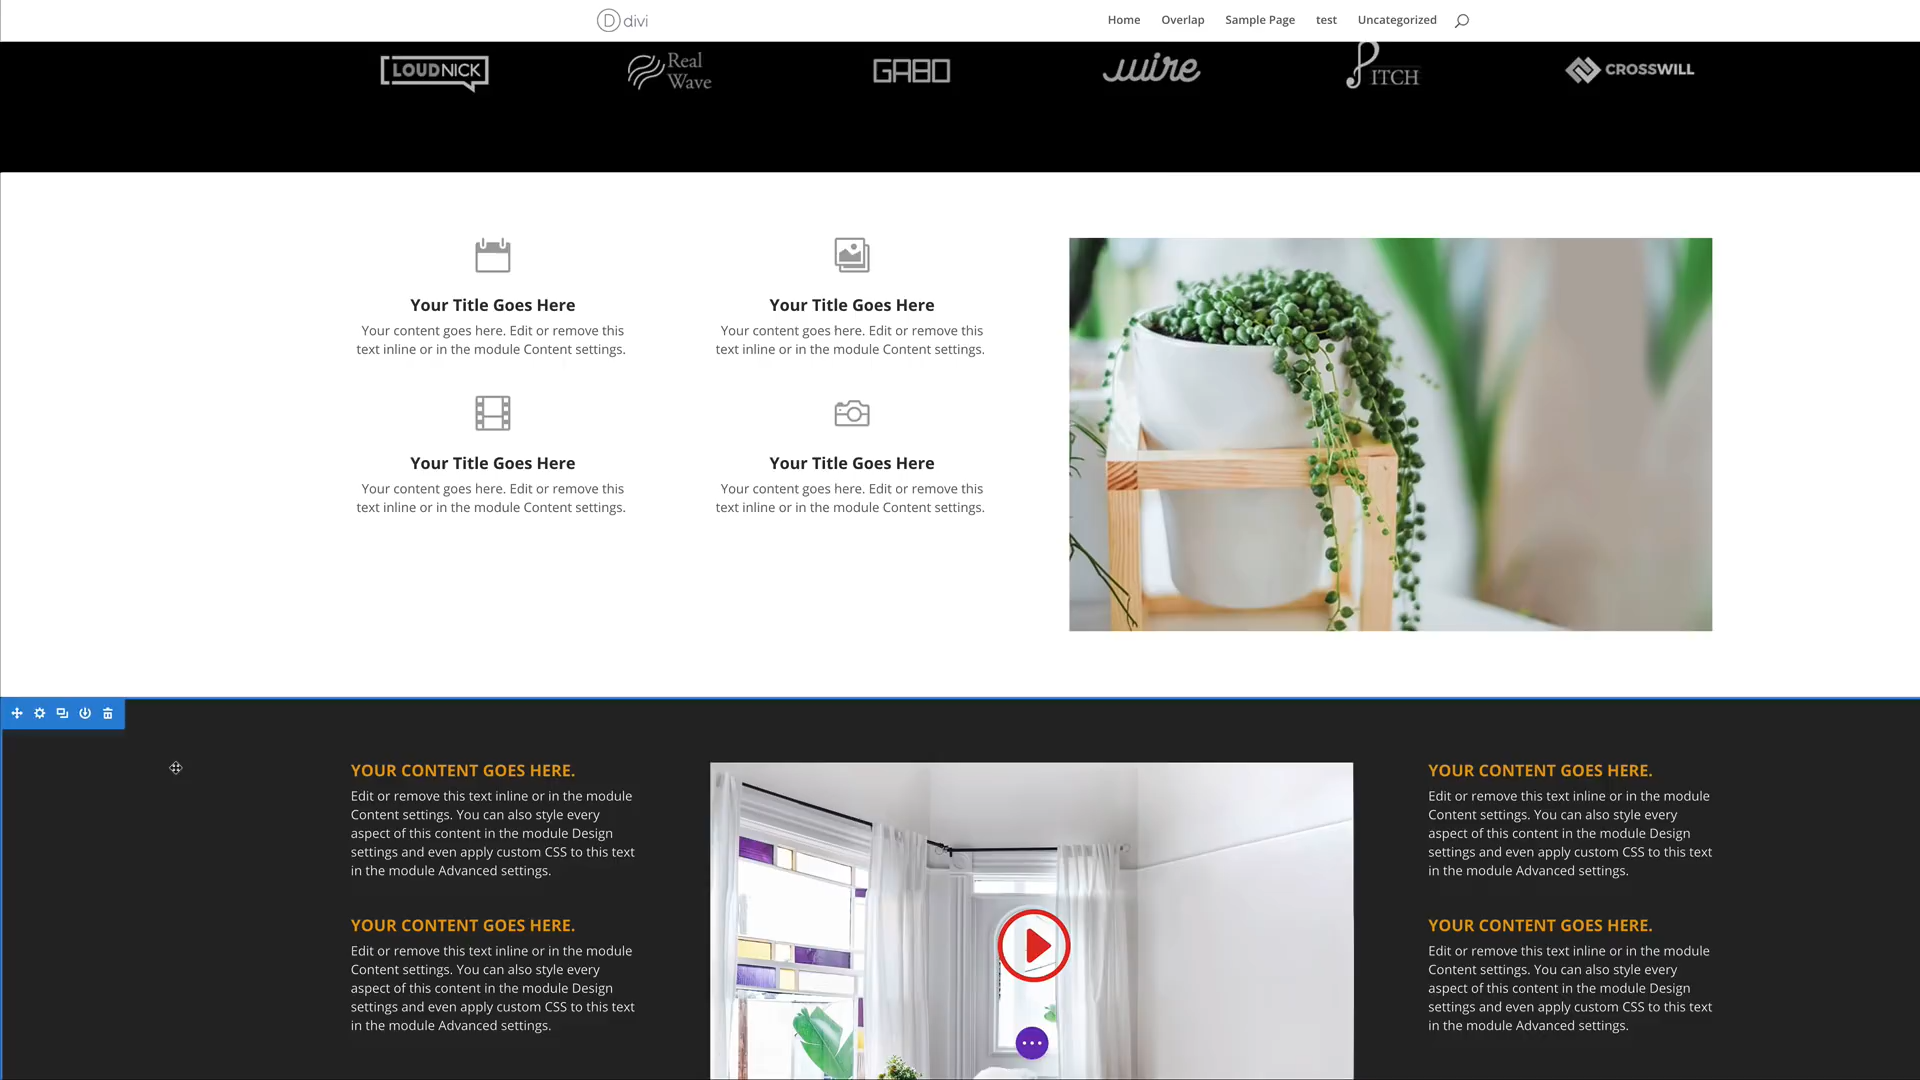 divi
Home
Overlap
Sample Page
test
Uncategorized
LOUDNICK
Real
Wave
GABO
wire
PITCH
CROSSWILL
Your Title Goes Here
Your content goes here. Edit or remove this
text inline or in the module Content settings.
Your Title Goes Here
Your content goes here. Edit or remove this
text inline or in the module Content settings.
Your Title Goes Here
Your content goes here. Edit or remove this
text inline or in the module Content settings.
Your Title Goes Here
Your content goes here. Edit or remove this
text inline or in the module Content settings.
YOUR CONTENT GOES HERE.
Edit or remove this text inline or in the module
Content settings. You can also style every
aspect of this content in the module Design
settings and even apply custom CSS to this text
in the module Advanced settings.
YOUR CONTENT GOES HERE.
Edit or remove this text inline or in the module
Content settings. You can also style every
aspect of this content in the module Design
settings and even apply custom CSS to this text
in the module Advanced settings.
YOUR CONTENT GOES HERE.
Edit or remove this text inline or in the module
Content settings. You can also style every
aspect of this content in the module Design
settings and even apply custom CSS to this text
in the module Advanced settings.
YOUR CONTENT GOES HERE.
Edit or remove this text inline or in the module
Content settings. You can also style every
aspect of this content in the module Design
settings and even apply custom CSS to this text
in the module Advanced settings.